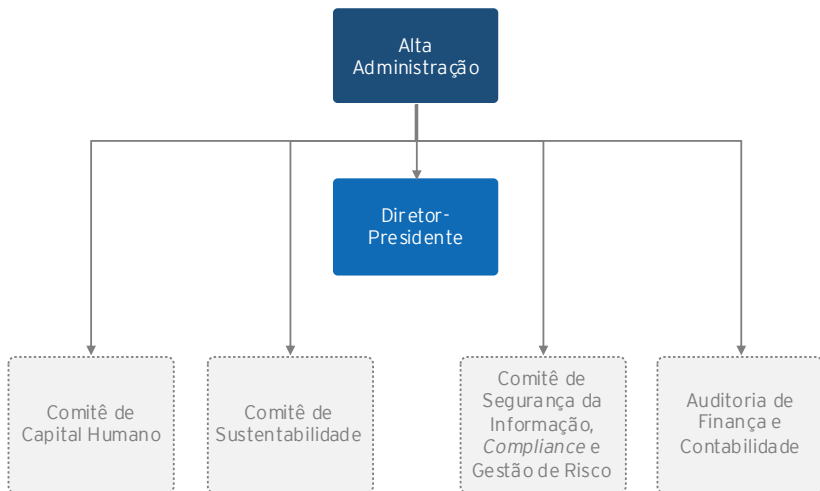 Alta
Administração
Diretor-
Presidente
Comitê de
Capital Humano
Comitê de
Sustentabilidade
Comitê de
Segurança da
Informação,
Compliance e
Gestão de Risco
Auditoria de
Finança e
Contabilidade